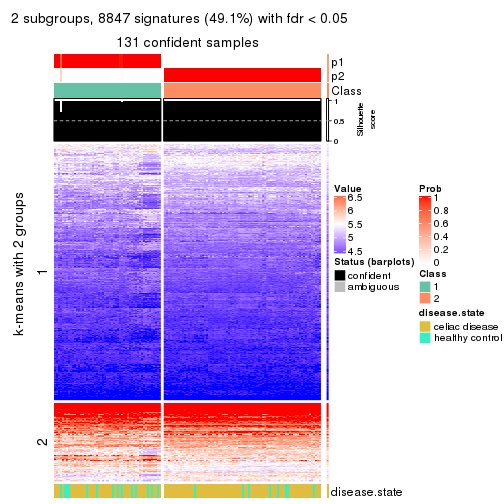 2 subgroups, 8847 signatures (49.1%) with fdr < 0.05
131 confident samples
p1
p2
Class
1
0.5
0
Silhouette
score
k-means with 2 groups
1
2
disease.state
Value
6.5
6
5.5
5
4.5
Status (barplots)
confident
ambiguous
Prob
1
0.8
0.6
0.4
0.2
0
Class
1
2
disease.state
celiac disease
healthy control